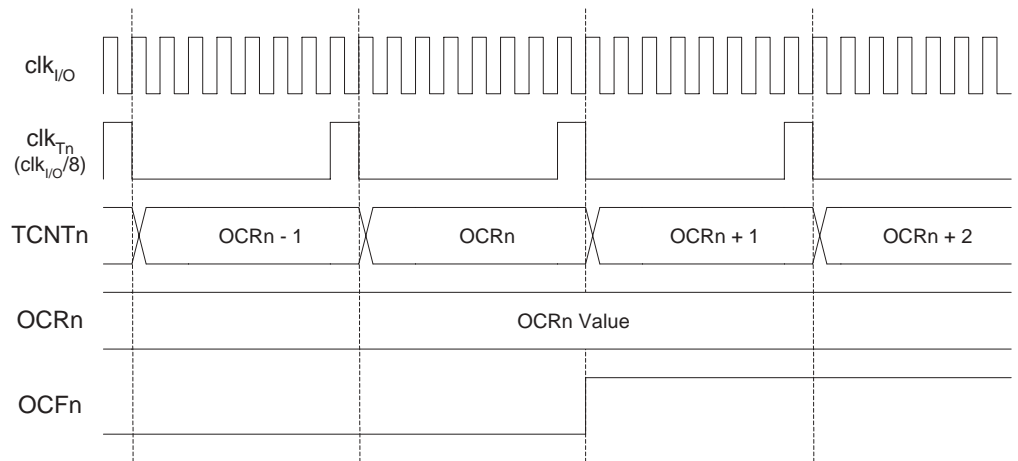 clkI/O
clkTn
(clkI/O/8)
TCNTn
OCRn - 1
OCRn
OCRn + 1
OCRn + 2
OCRn
OCRn Value
OCFn